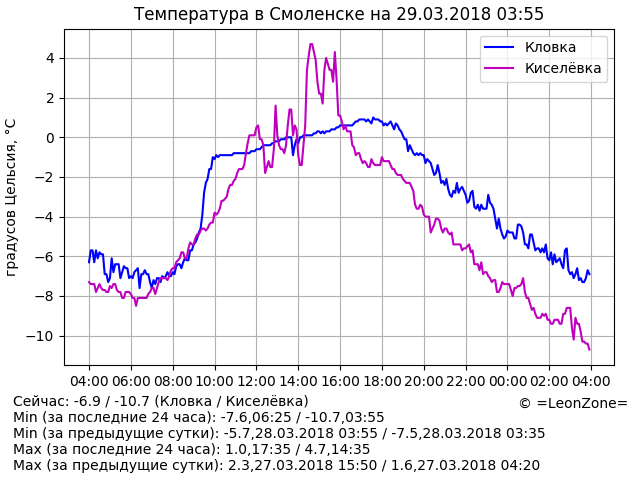 Температура в Смоленске на 29.03.2018 03:55
Кловка
Киселёвка
градусов Цельсия, °C
4
2
0
−2
−4
−6
−8
−10
04:00 06:00 08:00 10:00 12:00 14:00 16:00 18:00 20:00 22:00 00:00 02:00 04:00
Сейчас: -6.9 / -10.7 (Кловка / Киселёвка)
© =LeonZone=
Min (за последние 24 часа): -7.6,06:25 / -10.7,03:55
Min (за предыдущие сутки): -5.7,28.03.2018 03:55 / -7.5,28.03.2018 03:35
Max (за последние 24 часа): 1.0,17:35 / 4.7,14:35
Max (за предыдущие сутки): 2.3,27.03.2018 15:50 / 1.6,27.03.2018 04:20